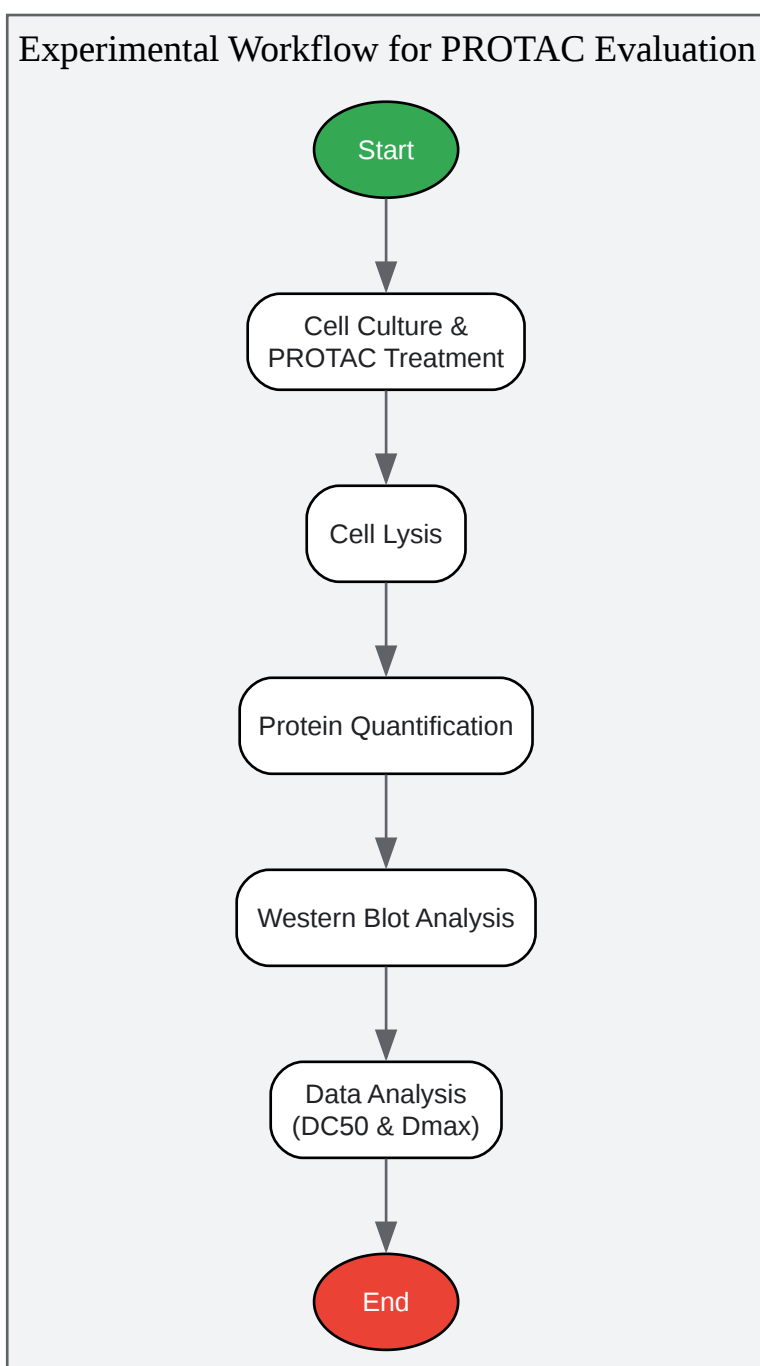 Experimental Workflow for PROTAC Evaluation
Start
Cell Culture &
PROTAC Treatment
Cell Lysis
Protein Quantification
Western Blot Analysis
Data Analysis
(DC50 & Dmax)
End